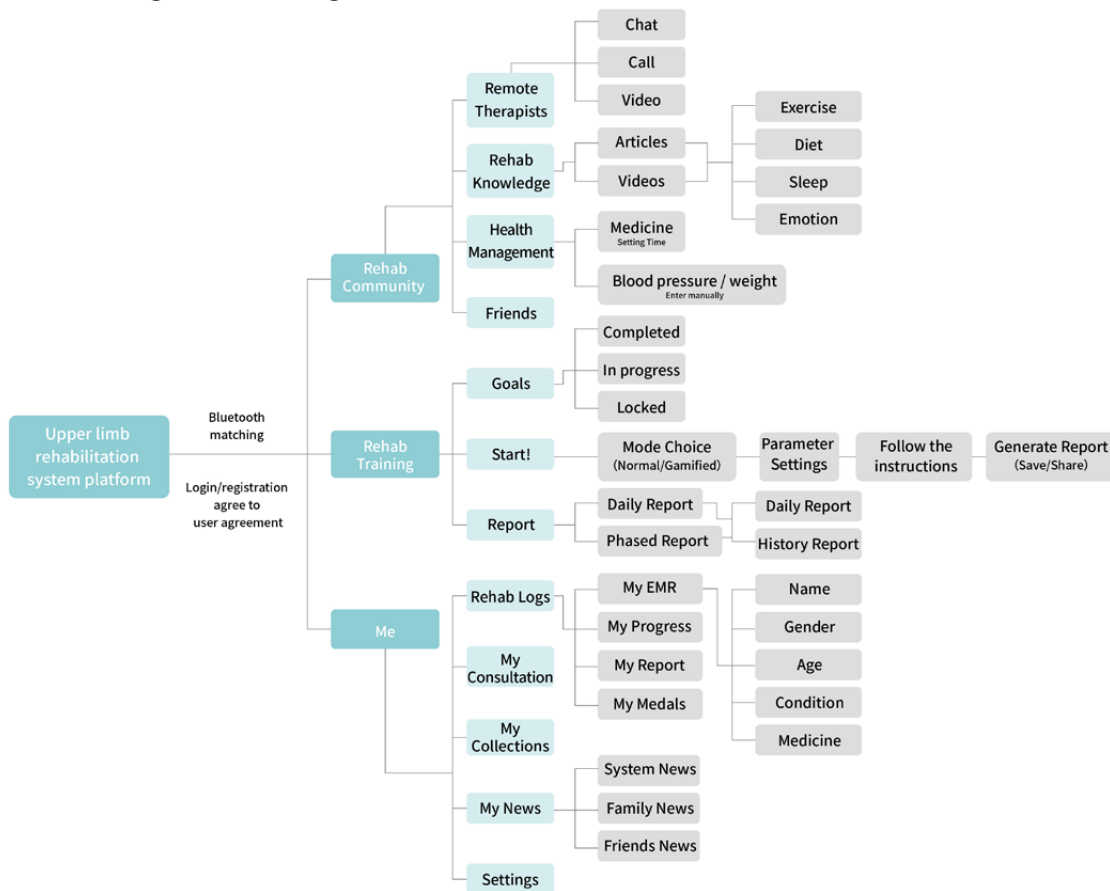 Upper limb
rehabilitation
system platform
Bluetooth
matching
Login/registration
agree to
user agreement
Rehab
Community
Remote
Therapists
Chat
Call
Video
Rehab
Knowledge
Articles
Videos
Exercise
Diet
Sleep
Emotion
Health
Management
Medicine
Setting Time
Blood pressure / weight
Enter manually
Friends
Rehab
Training
Goals
Completed
In progress
Locked
Start!
Mode Choice
(Normal/Gamified)
Parameter
Settings
Follow the
instructions
Generate Report
(Save/Share)
Report
Daily Report
Phased Report
Daily Report
History Report
Me
Rehab Logs
My EMR
My Progress
My Report
My Medals
Name
Gender
Age
Condition
Medicine
My
Consultation
My
Collections
My News
System News
Family News
Friends News
Settings